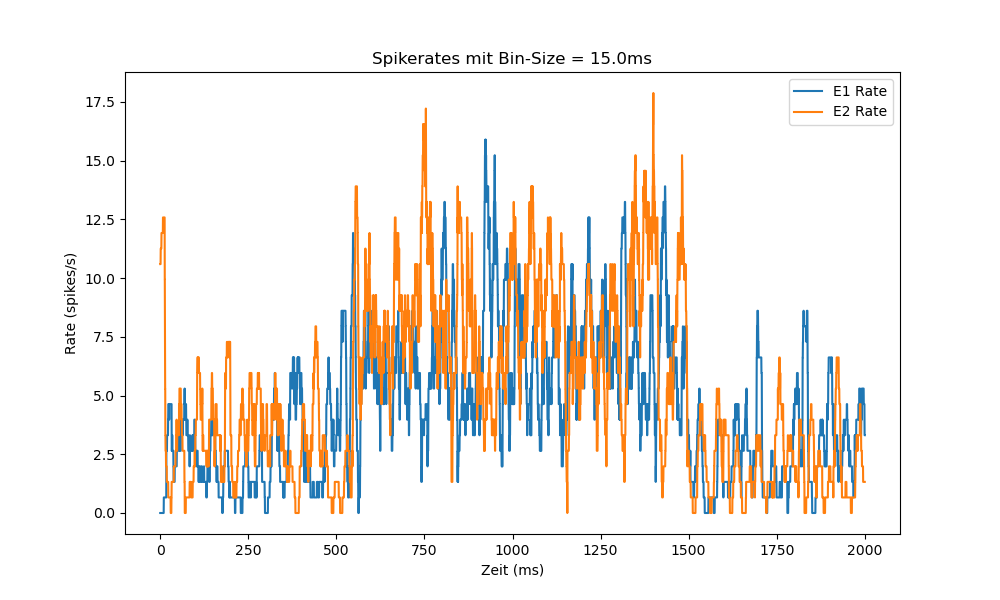 Spikerates mit Bin-Size = 15.0ms
E1 Rate
E2 Rate
Rate (spikes/s)
17.5
15.0
12.5
10.0
7.5
5.0
2.5
0.0
0 250 500 750 1000 1250 1500 1750 2000
Zeit (ms)